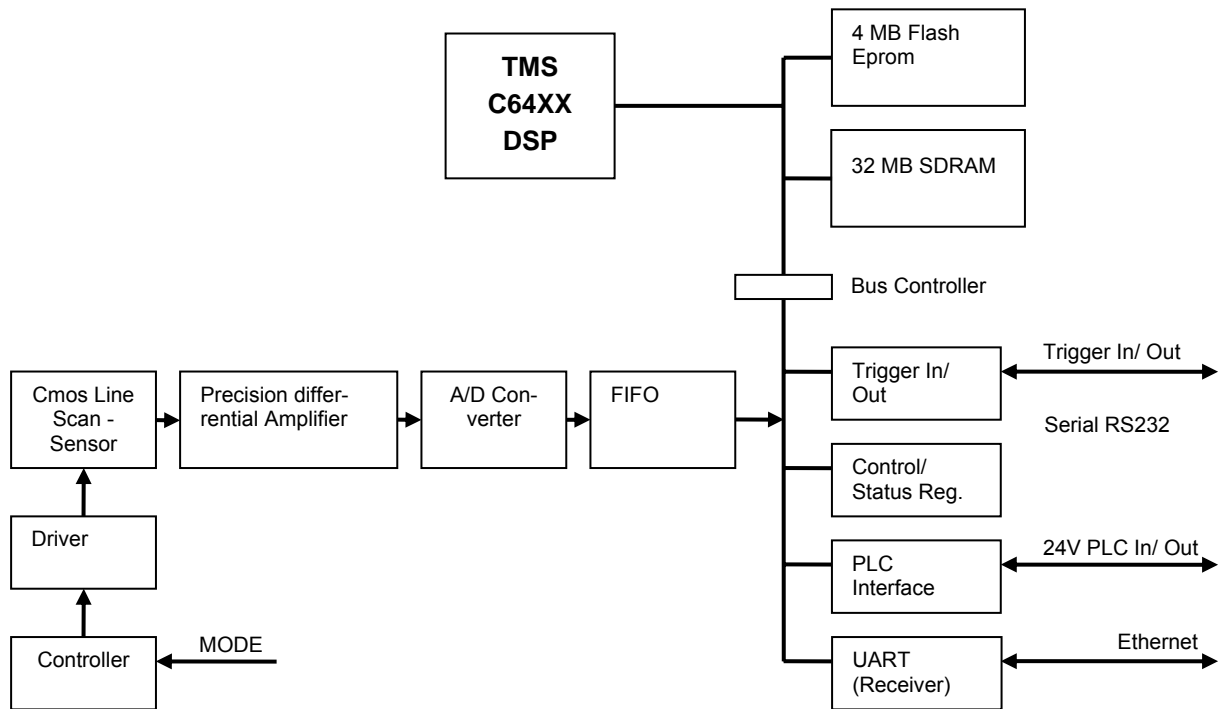 TMS
C64XX
DSP
4 MB Flash
Eprom
32 MB SDRAM
Bus Controller
Cmos Line
Scan -
Sensor
Precision differ-
rential Amplifier
A/D Con-
verter
FIFO
Trigger In/
Out
Trigger In/ Out
Serial RS232
Control/
Status Reg.
Driver
PLC
Interface
24V PLC In/ Out
Controller
MODE
UART
(Receiver)
Ethernet